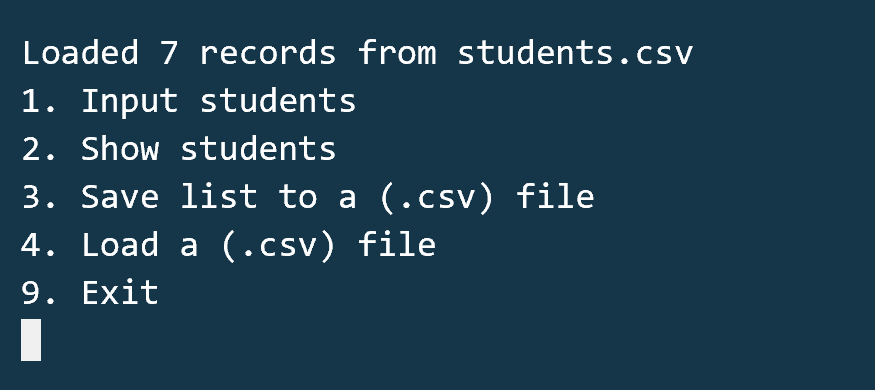 Loaded 7 records from students.csv
1. Input students
2. Show students
3. Save list to a (.csv) file
4. Load a (.csv) file
9. Exit